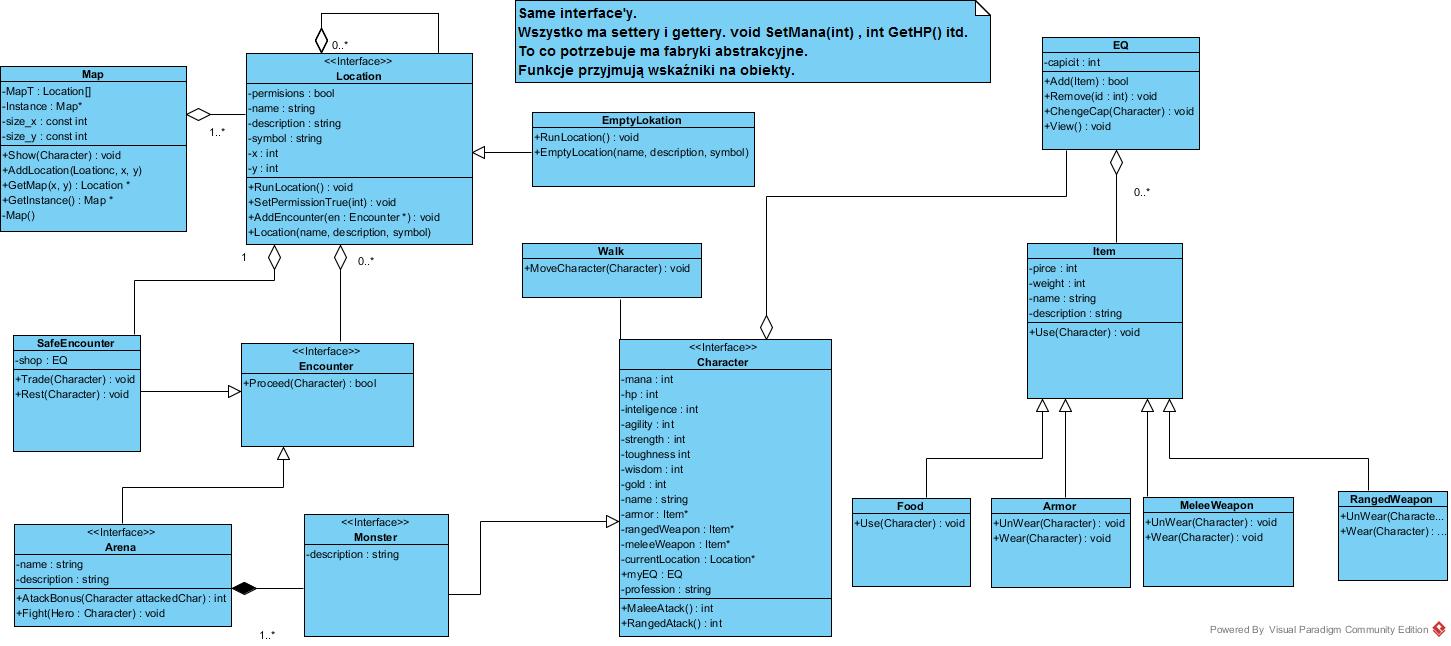 0..*
Same interface'y.
Wszystko ma settery i gettery. void SetMana(int) , int GetHP() itd.
To co potrzebuje ma fabryki abstrakcyjne.
Funkcje przyjmują wskaźniki na obiekty.
Map
-MapT : Location[]
-Instance : Map*
-size_x : const int
-size_y : const int
+Show(Character) : void
+AddLocation(Loationc, x, y)
+GetMap(x, y) : Location *
+GetInstance() : Map *
-Map()
1..*
<<Interface>>
Location
-permisions : bool
-name : string
-description : string
-symbol : string
-x : int
-y : int
+RunLocation() : void
+SetPermissionTrue(int) : void
+AddEncounter(en : Encounter *) : void
+Location(name, description, symbol)
EmptyLokation
+RunLocation() : void
+EmptyLocation(name, description, symbol)
EQ
-capicit : int
+Add(Item) : bool
+Remove(id : int) : void
+ChengeCap(Character) : void
+View() : void
0..*
1
0..*
Walk
+MoveCharacter(Character) : void
Item
-pirce : int
-weight : int
-name : string
-description : string
+Use(Character) : void
SafeEncounter
-shop : EQ
+Trade(Character) : void
+Rest(Character) : void
<<Interface>>
Encounter
+Proceed(Character) : bool
<<Interface>>
Character
-mana : int
-hp : int
-inteligence : int
-agility : int
-strength : int
-toughness int
-wisdom : int
-gold : int
-name : string
-armor : Item*
-rangedWeapon : Item*
-meleeWeapon : Item*
-currentLocation : Location*
+myEQ : EQ
-profession : string
+MaleeAtack() : int
+RangedAtack() : int
<<Interface>>
Arena
-name : string
-description : string
+AtackBonus(Character attackedChar) : int
+Fight(Hero : Character) : void
1..*
<<Interface>>
Monster
-description : string
Food
+Use(Character) : void
Armor
+UnWear(Character) : void
+Wear(Character) : void
MeleeWeapon
+UnWear(Character) : void
+Wear(Character) : void
RangedWeapon
+UnWear(Characte...
+Wear(Character) : ...
Powered By Visual Paradigm Community Edition